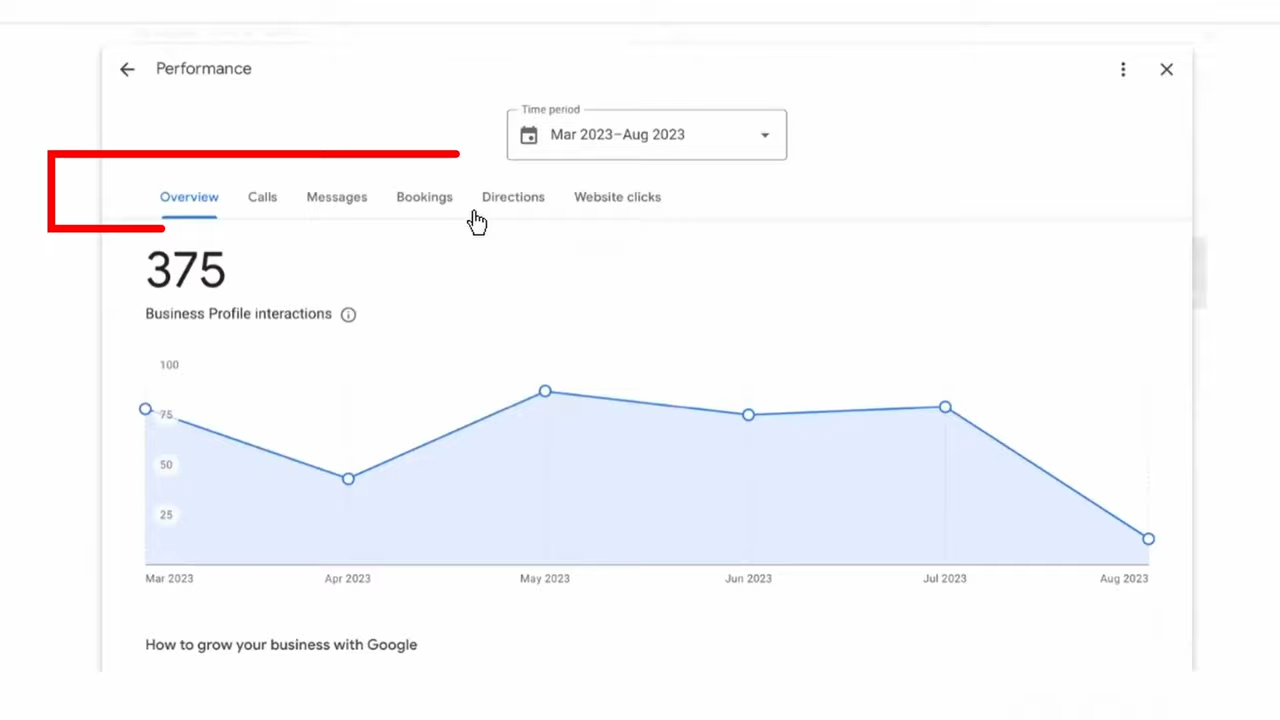 Performance
Time period
Mar 2023–Aug 2023
Overview Calls Messages Bookings Directions Website clicks
375
Business Profile interactions
100
75
50
25
Mar 2023 Apr 2023 May 2023 Jun 2023 Jul 2023 Aug 2023
How to grow your business with Google